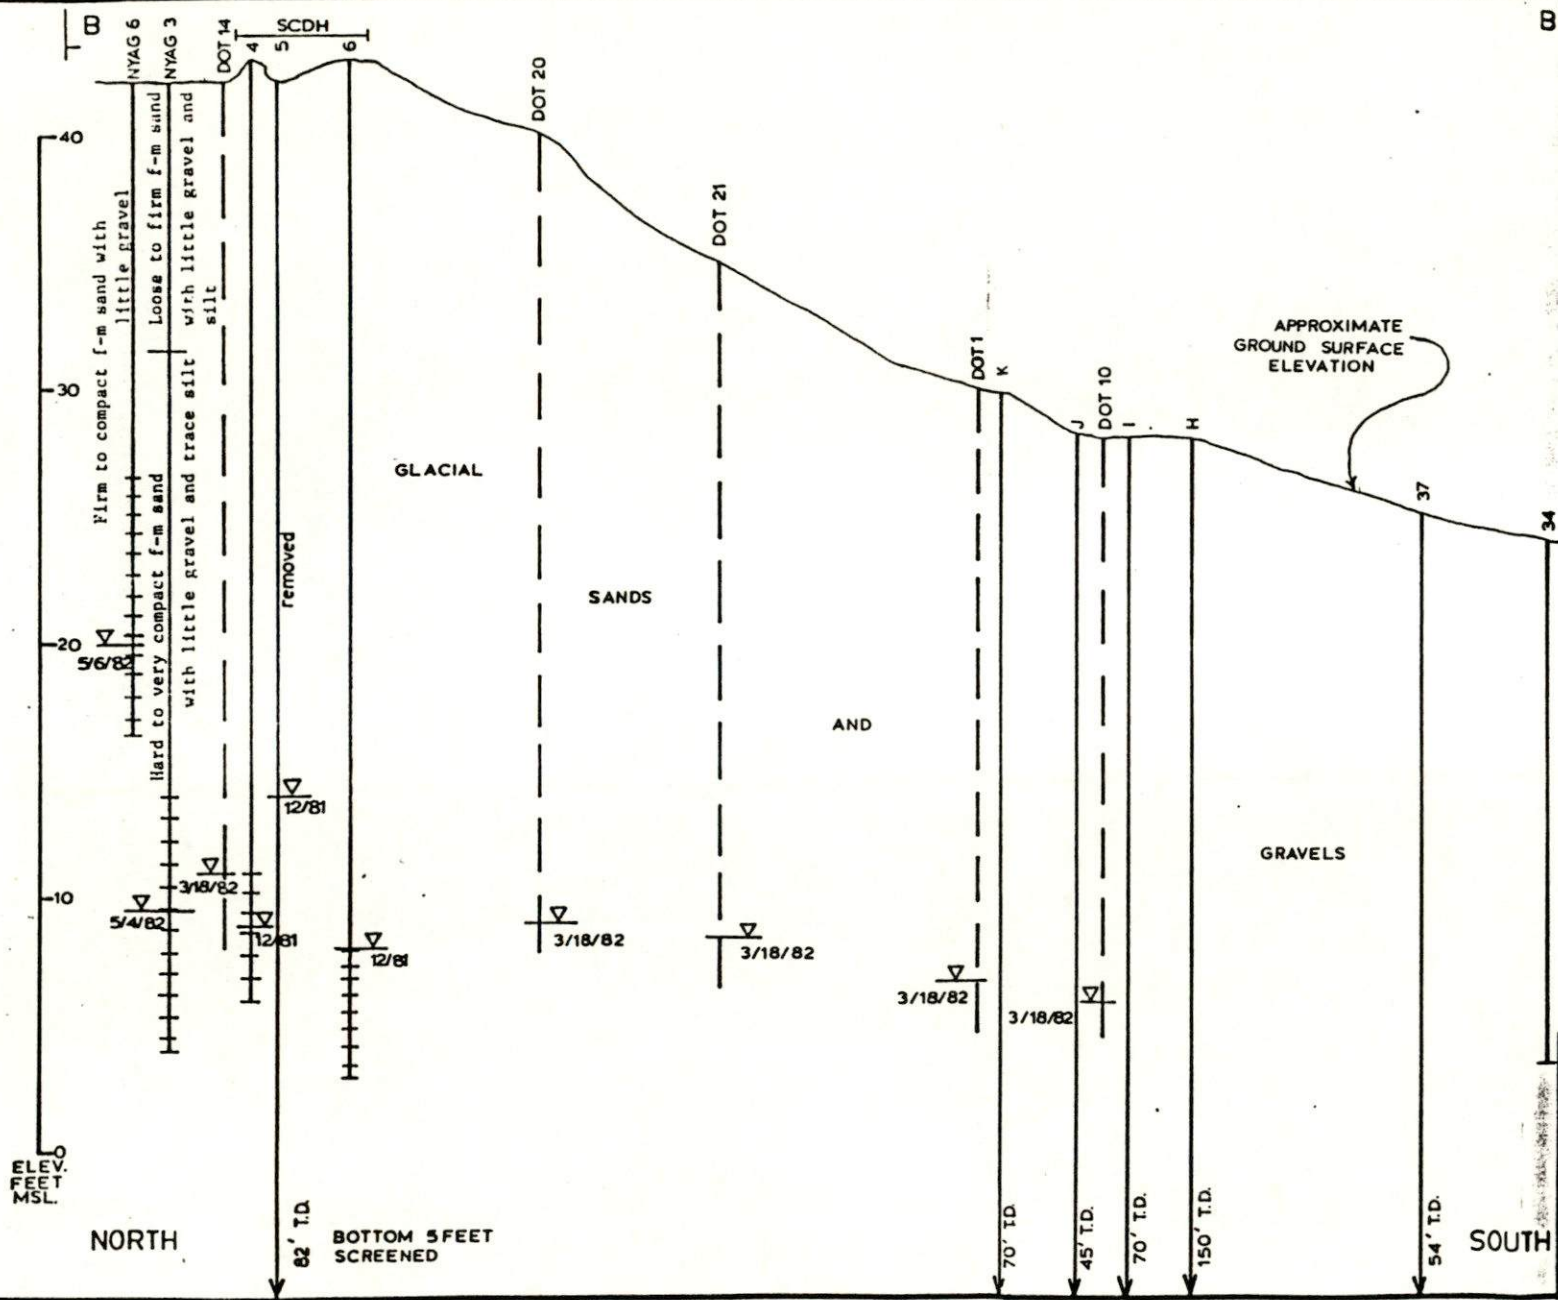 B
NYAG 6
NYAG 3
DOT 14
SCDH
4
5
6
DOT 20
DOT 21
DOT 1
K
J
DOT 10
I
H
37
34
B
40
30
20
10
0
ELEV.
FEET
MSL.
Firm to compact f-m sand with
little gravel
Loose to firm f-m sand
with little gravel and
silt
Hard to very compact f-m sand
with little gravel and trace silt
removed
GLACIAL
SANDS
AND
GRAVELS
APPROXIMATE
GROUND SURFACE
ELEVATION
5/6/82
5/4/82
3/18/82
12/81
12/81
12/81
3/18/82
3/18/82
3/18/82
3/18/82
NORTH
82' T.D.
BOTTOM 5 FEET
SCREENED
70' T.D.
45' T.D.
70' T.D.
150' T.D.
54' T.D.
SOUTH